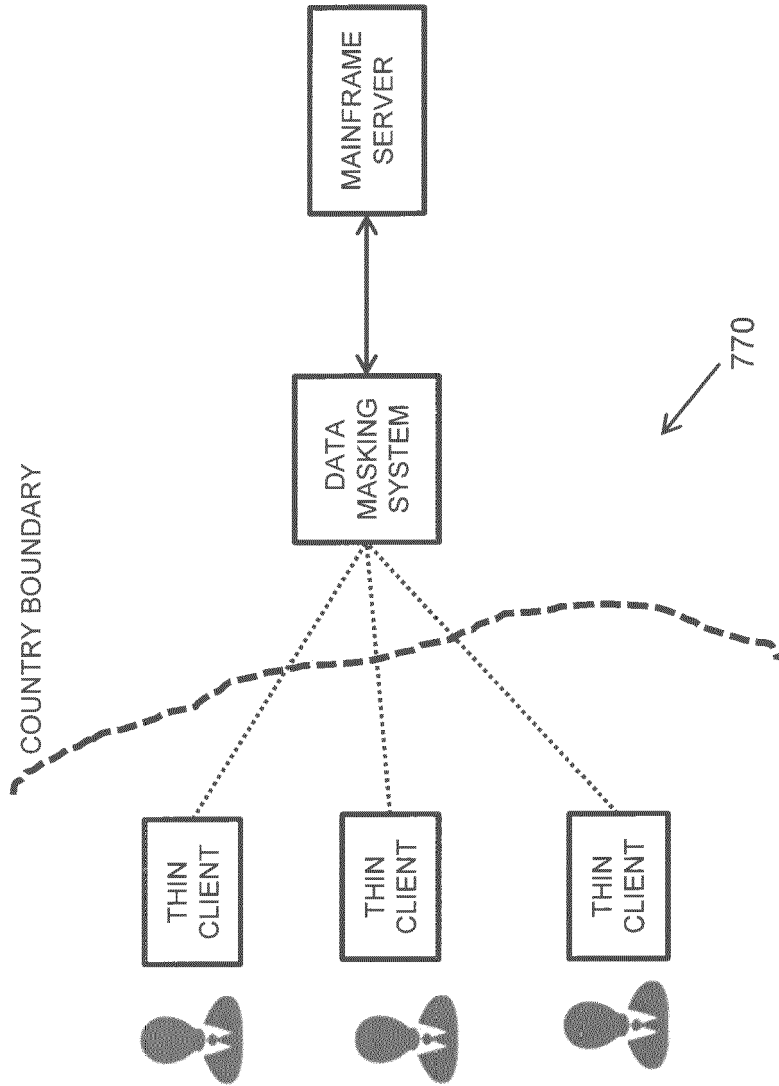 COUNTRY BOUNDARY
THIN
CLIENT
THIN
CLIENT
THIN
CLIENT
DATA
MASKING
SYSTEM
MAINFRAME
SERVER
770